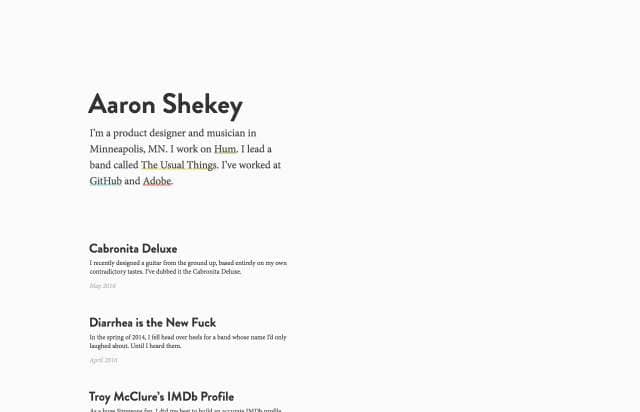 Aaron Shekey
I'm a product designer and musician in
Minneapolis, MN. I work on Hum. I lead a
band called The Usual Things. I've worked at
GitHub and Adobe.
Cabronita Deluxe
I recently designed a guitar from the ground up, based entirely on my own
contradictory tastes. I've dubbed it the Cabronita Deluxe.
May 2016
Diarrhea is the New Fuck
In the spring of 2014, I fell head over heels for a band whose name I'd only
laughed about. Until I heard them.
April 2016
Troy McClure's IMDb Profile
As a huge Simpsons fan, I did my best to build an accurate IMDb profile